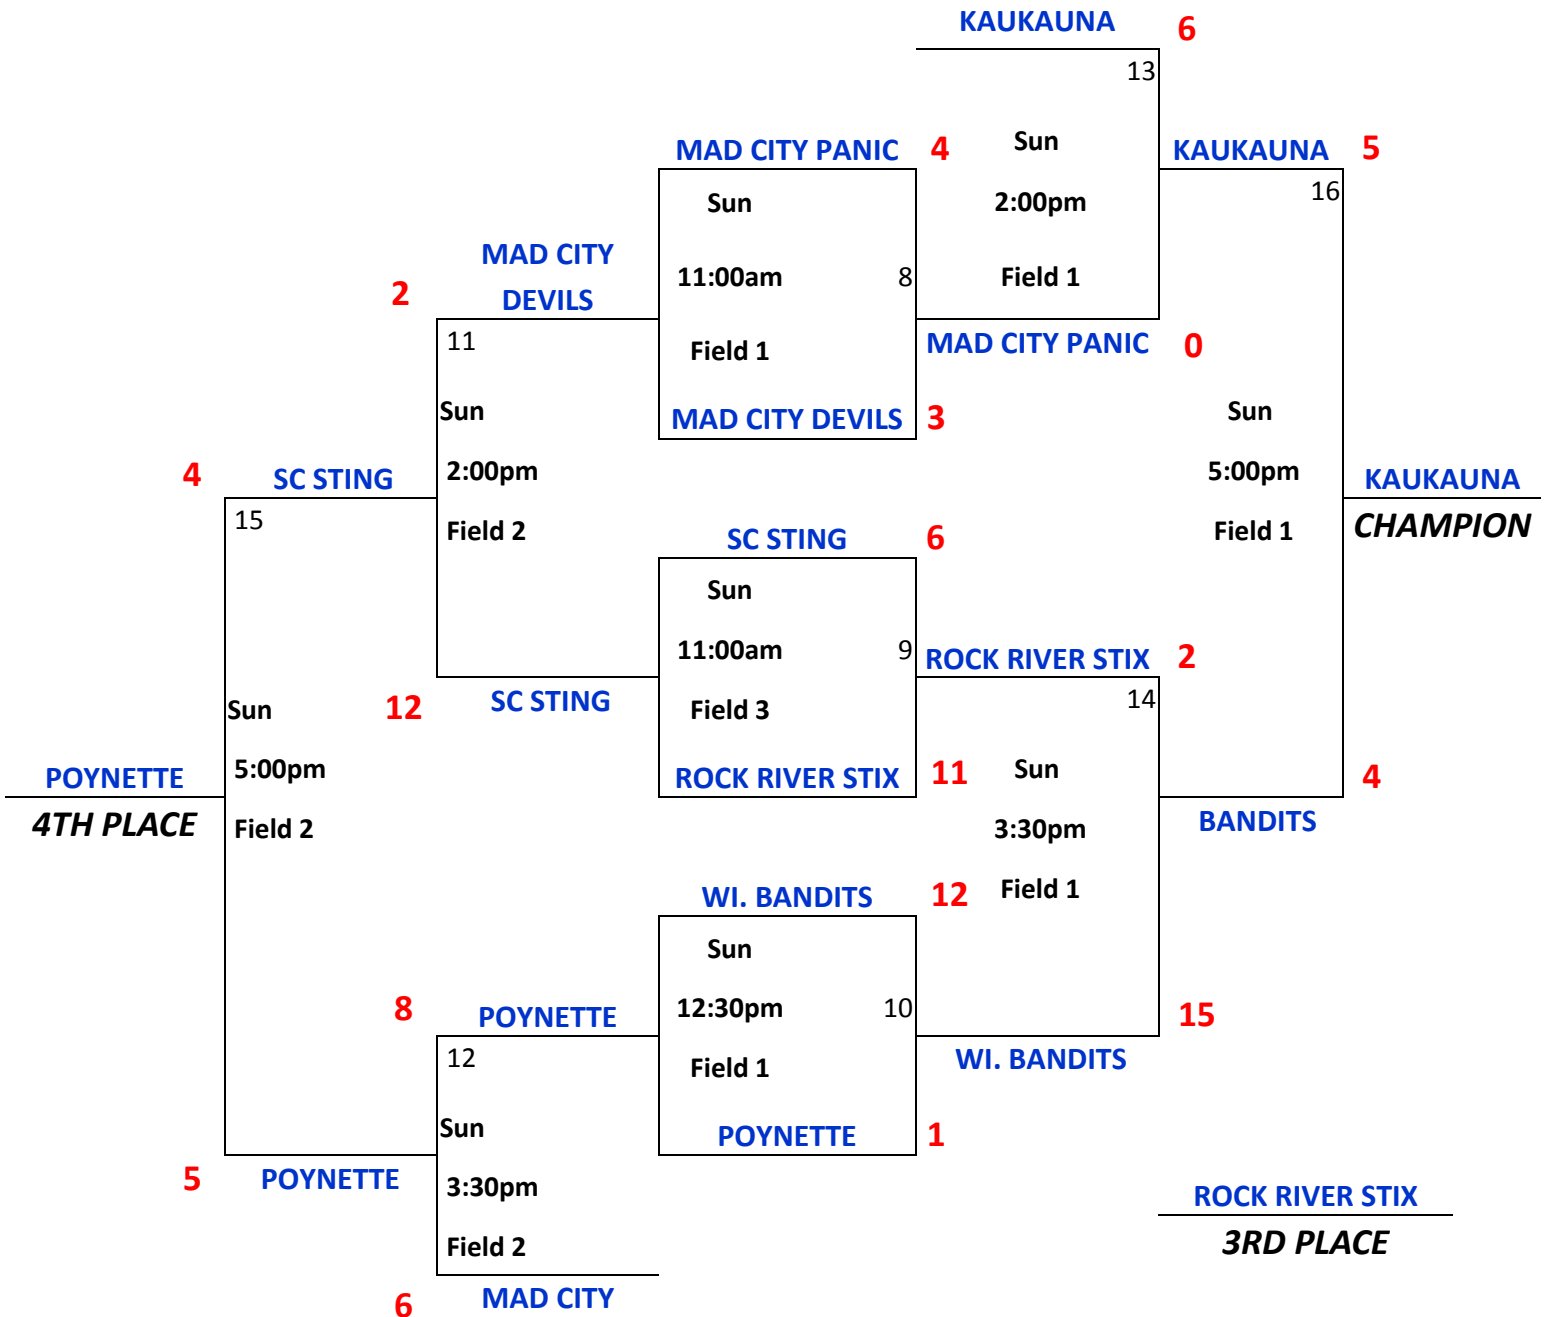 KAUKAUNA 6
13
MAD CITY PANIC 4 Sun KAUKAUNA 5
Sun 2:00pm 16
MAD CITY
2 DEVILS 11:00am 8 Field 1
11 Field 1 MAD CITY PANIC 0
Sun MAD CITY DEVILS 3 Sun
4 SC STING 2:00pm 5:00pm KAUKAUNA
15 Field 2 SC STING 6 Field 1 CHAMPION
Sun
11:00am 9 ROCK RIVER STIX 2
Sun 12 SC STING Field 3 14
POYNETTE 5:00pm ROCK RIVER STIX 11 Sun 4
4TH PLACE Field 2 3:30pm BANDITS
WI. BANDITS 12 Field 1
Sun
8 POYNETTE 12:30pm 10 15
12 Field 1 WI. BANDITS
Sun POYNETTE 1
5 POYNETTE 3:30pm ROCK RIVER STIX
Field 2 3RD PLACE
6 MAD CITY